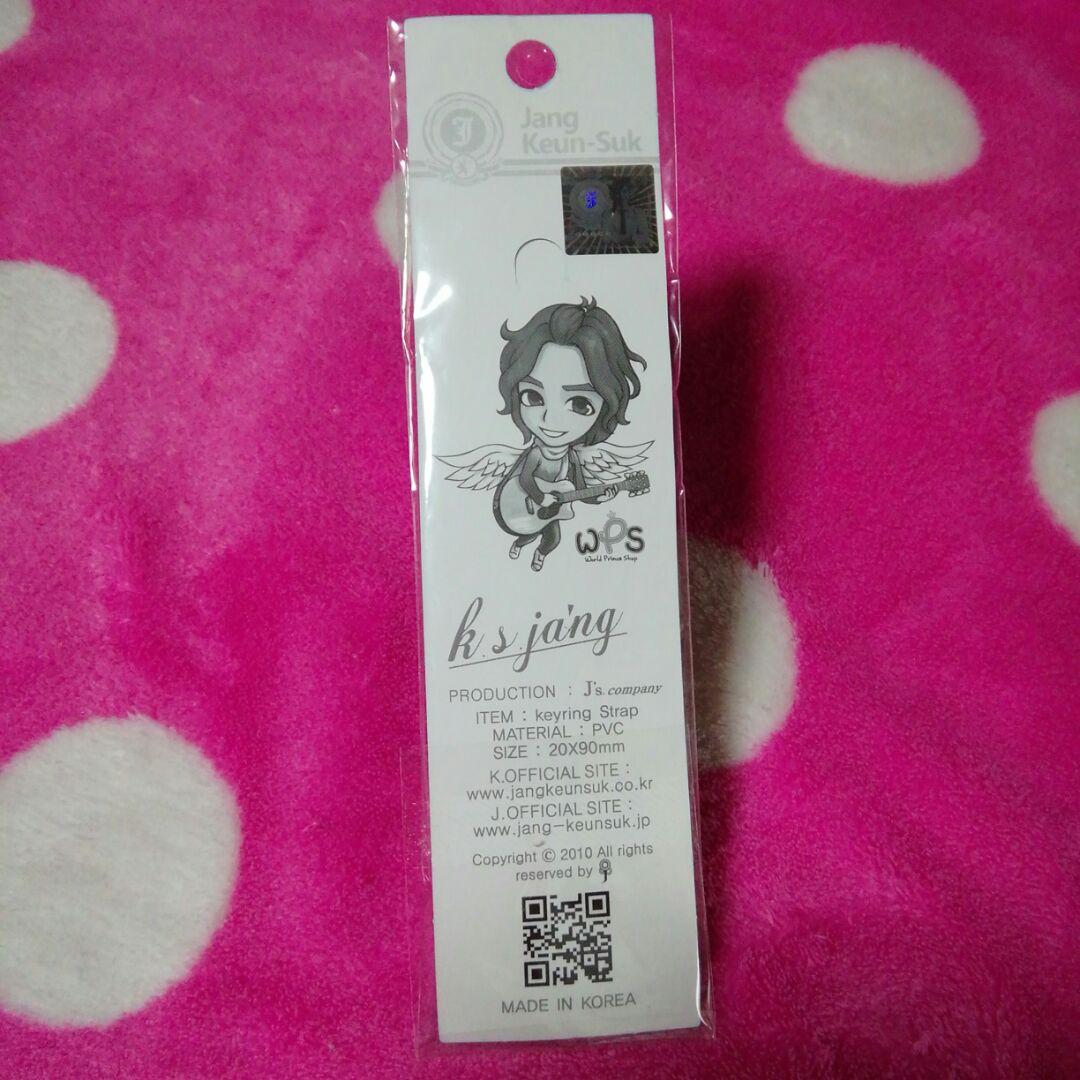 Jang
Keun-Suk
WPS
World Prince Shop
k.s.jang
PRODUCTION : J's. company
ITEM : keyring Strap
MATERIAL : PVC
SIZE : 20X90mm
K.OFFICIAL SITE :
www.jangkeunsuk.co.kr
J.OFFICIAL SITE :
www.jang-keunsuk.jp
Copyright © 2010 All rights
reserved by
MADE IN KOREA